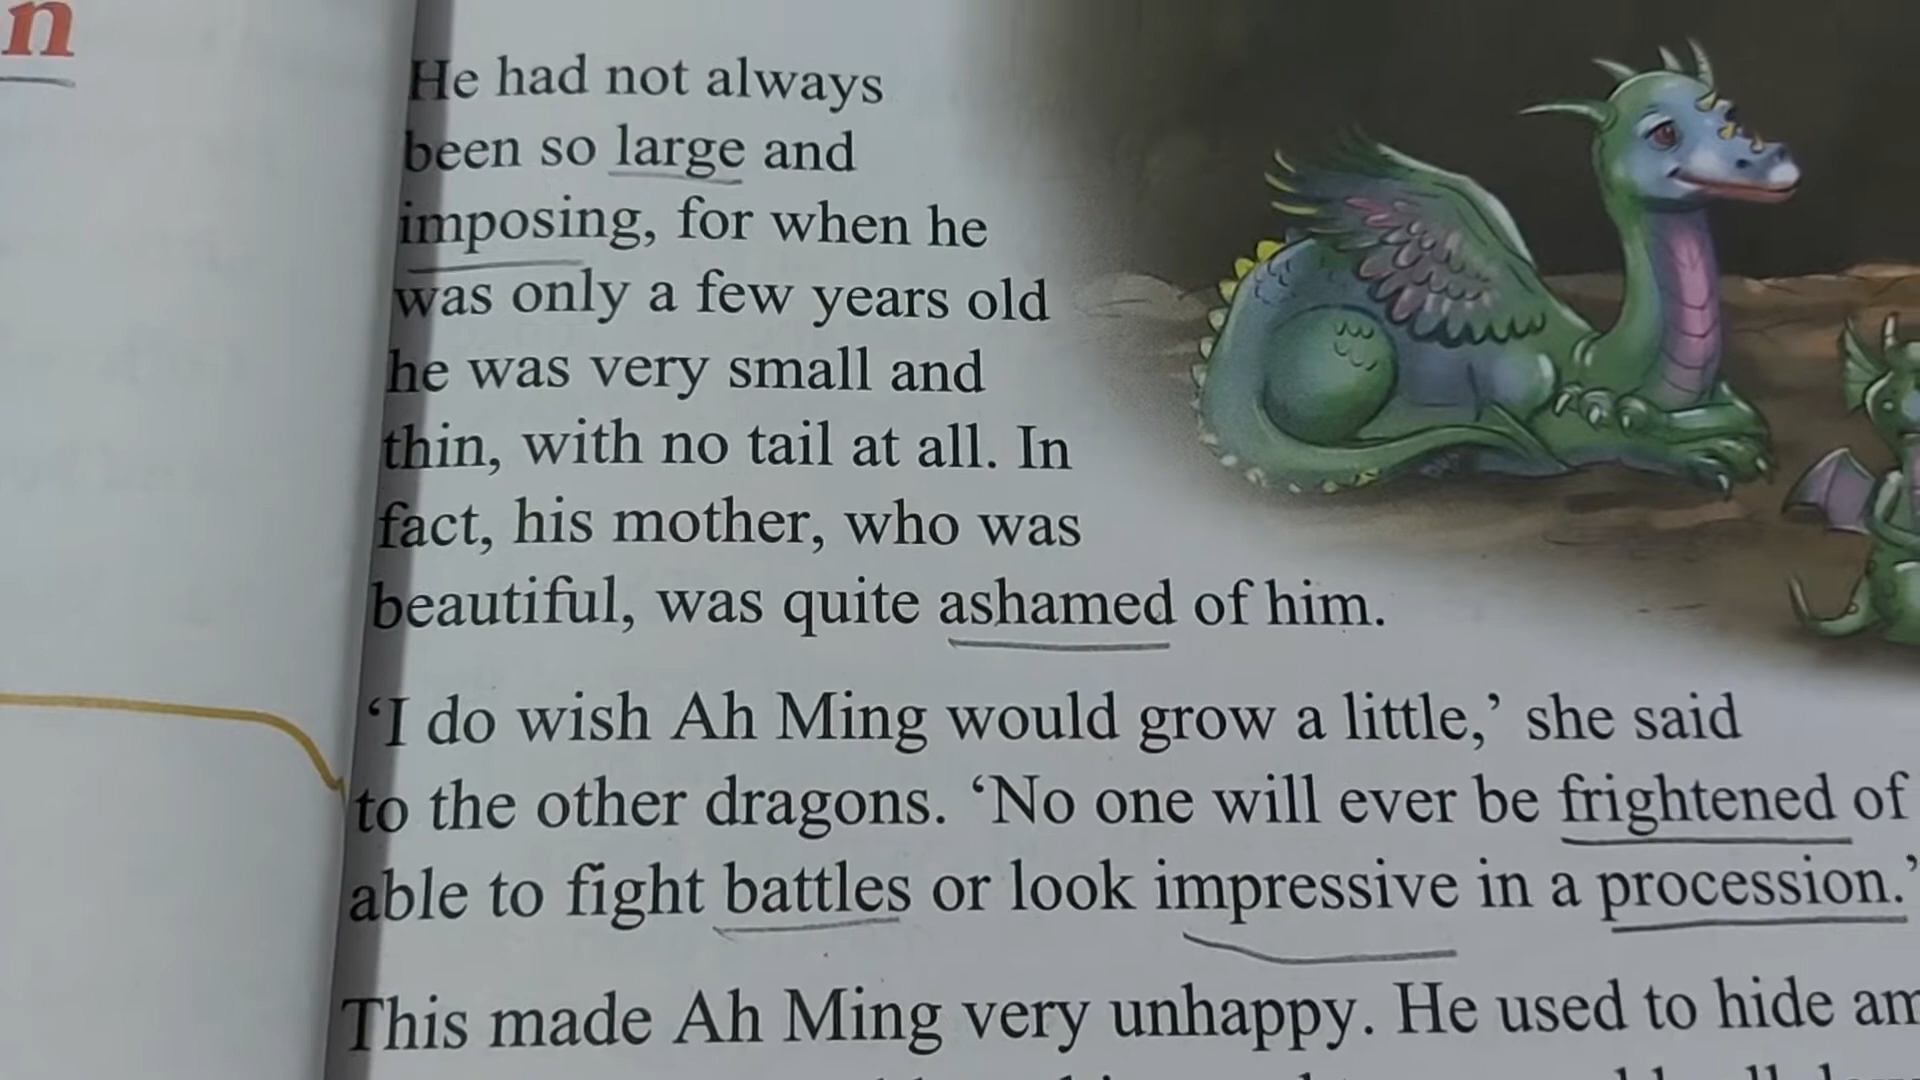 n
He had not always
been so large and
imposing, for when he
was only a few years old
he was very small and
thin, with no tail at all. In
fact, his mother, who was
beautiful, was quite ashamed of him.
‘I do wish Ah Ming would grow a little,’ she said
to the other dragons. ‘No one will ever be frightened of
able to fight battles or look impressive in a procession.’
This made Ah Ming very unhappy. He used to hide am